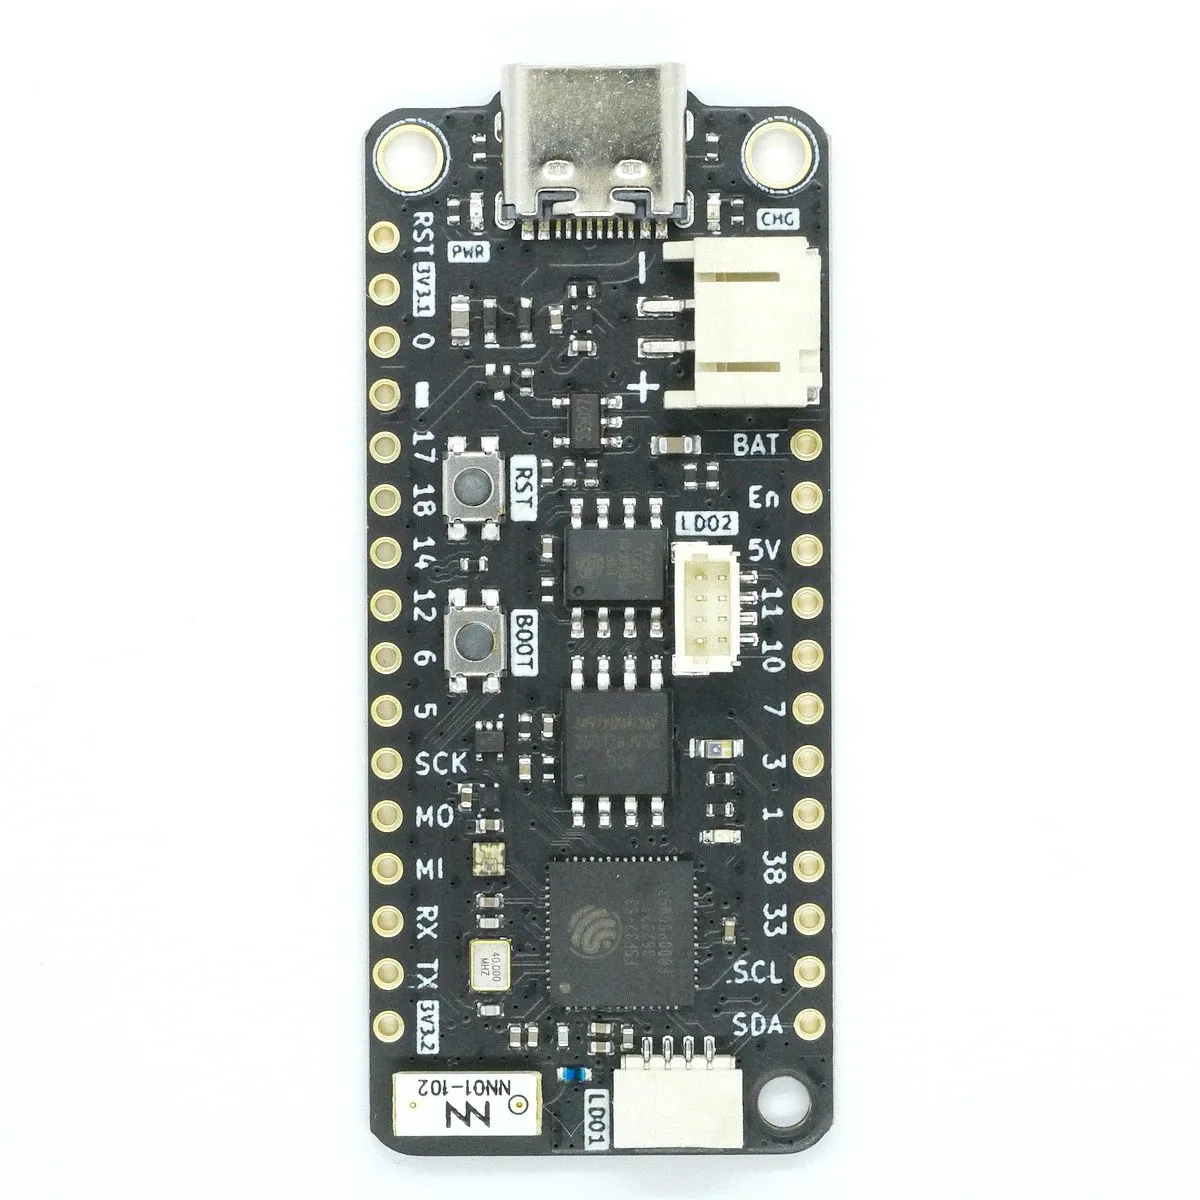 CHG
PWR
RST
3V3.1
0
-
17
18
14
12
6
5
SCK
MO
MI
RX
TX
3V3.2
-
+
RST
BOOT
LDO2
BAT
En
5V
11
10
7
3
1
38
33
SCL
SDA
40.000
MHZ
NN01-102
LDO1